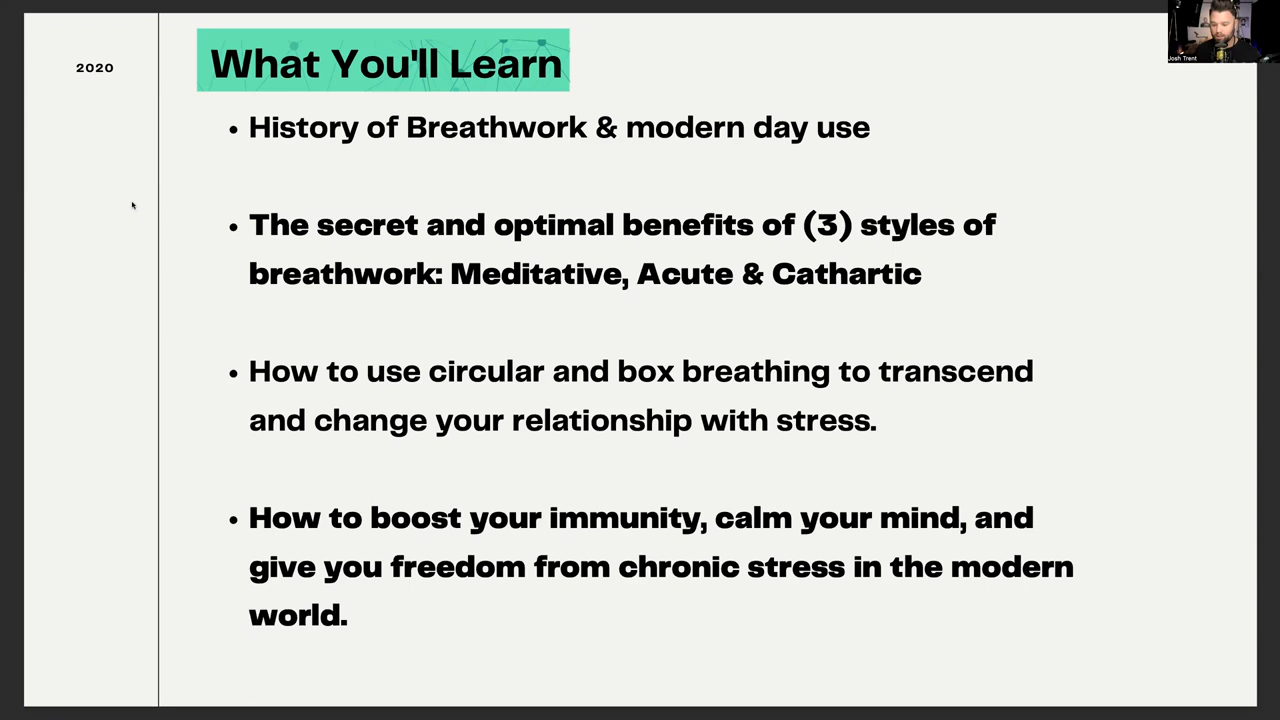 2020
What You'll Learn
• History of Breathwork & modern day use
• The secret and optimal benefits of (3) styles of
breathwork: Meditative, Acute & Cathartic
• How to use circular and box breathing to transcend
and change your relationship with stress.
• How to boost your immunity, calm your mind, and
give you freedom from chronic stress in the modern
world.
Josh Trent